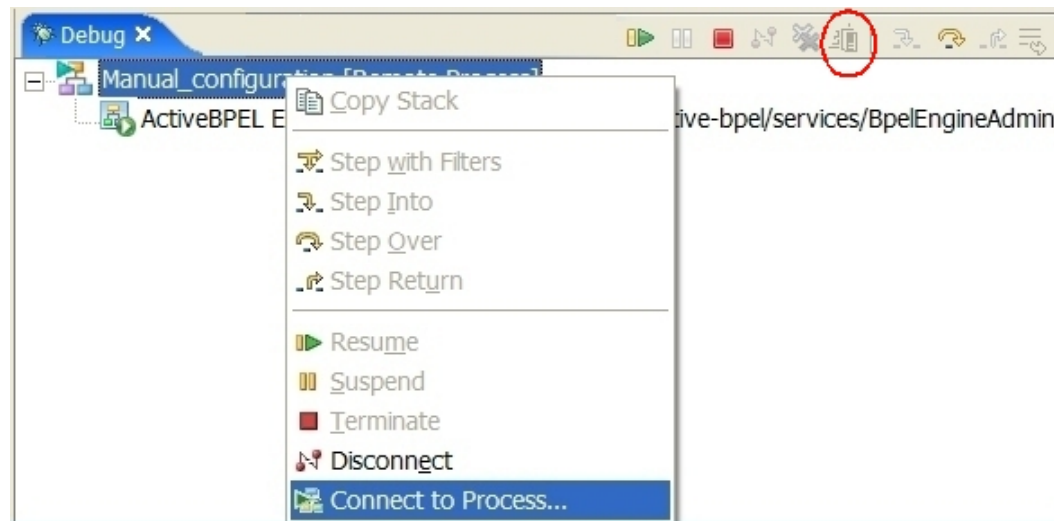 Debug
Manual_configuration [Remote Process]
ActiveBPEL E
tive-bpel/services/BpelEngineAdmin
Copy Stack
Step with Filters
Step Into
Step Over
Step Return
Resume
Suspend
Terminate
Disconnect
Connect to Process...